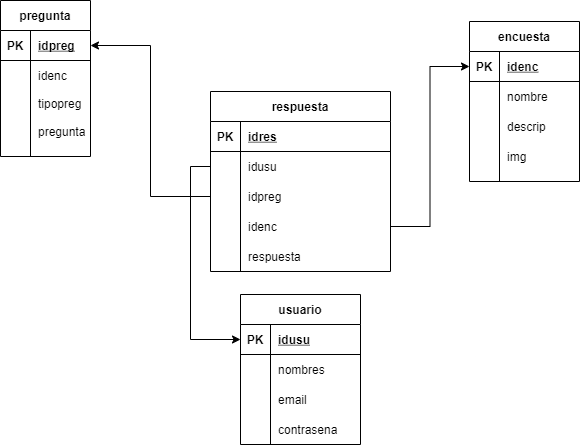 pregunta
PK idpreg
idenc
tipopreg
pregunta
encuesta
PK idenc
nombre
descrip
img
respuesta
PK idres
idusu
idpreg
idenc
respuesta
usuario
PK idusu
nombres
email
contrasena